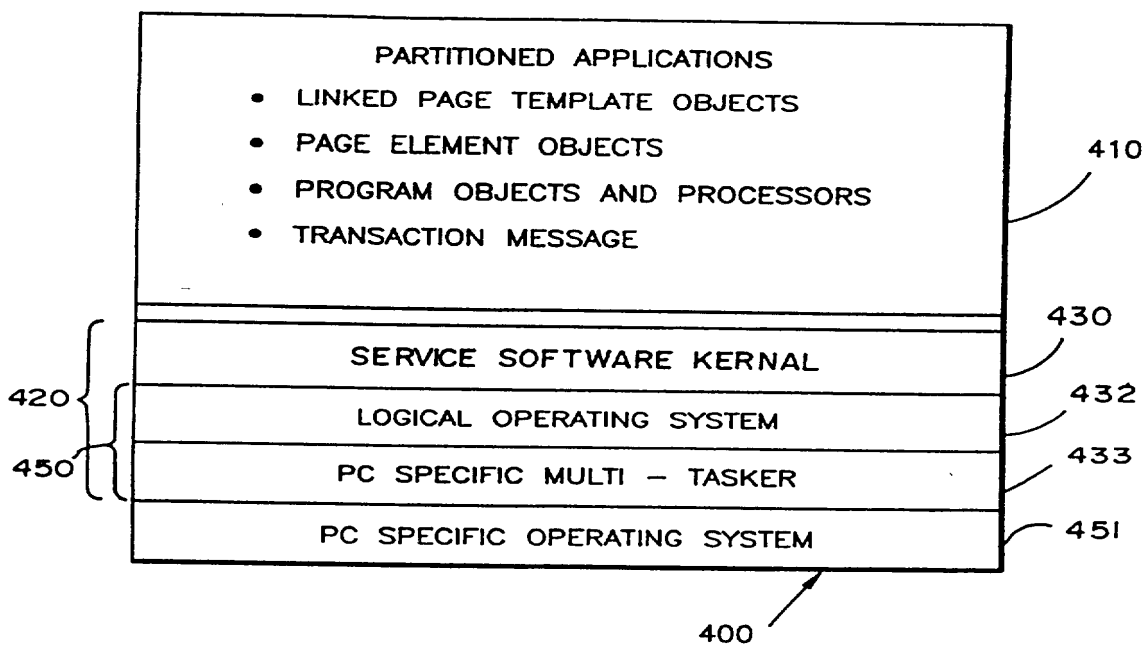 PARTITIONED APPLICATIONS
• LINKED PAGE TEMPLATE OBJECTS
• PAGE ELEMENT OBJECTS
• PROGRAM OBJECTS AND PROCESSORS
• TRANSACTION MESSAGE
410
430
SERVICE SOFTWARE KERNAL
420
432
LOGICAL OPERATING SYSTEM
433
450
PC SPECIFIC MULTI - TASKER
451
PC SPECIFIC OPERATING SYSTEM
400